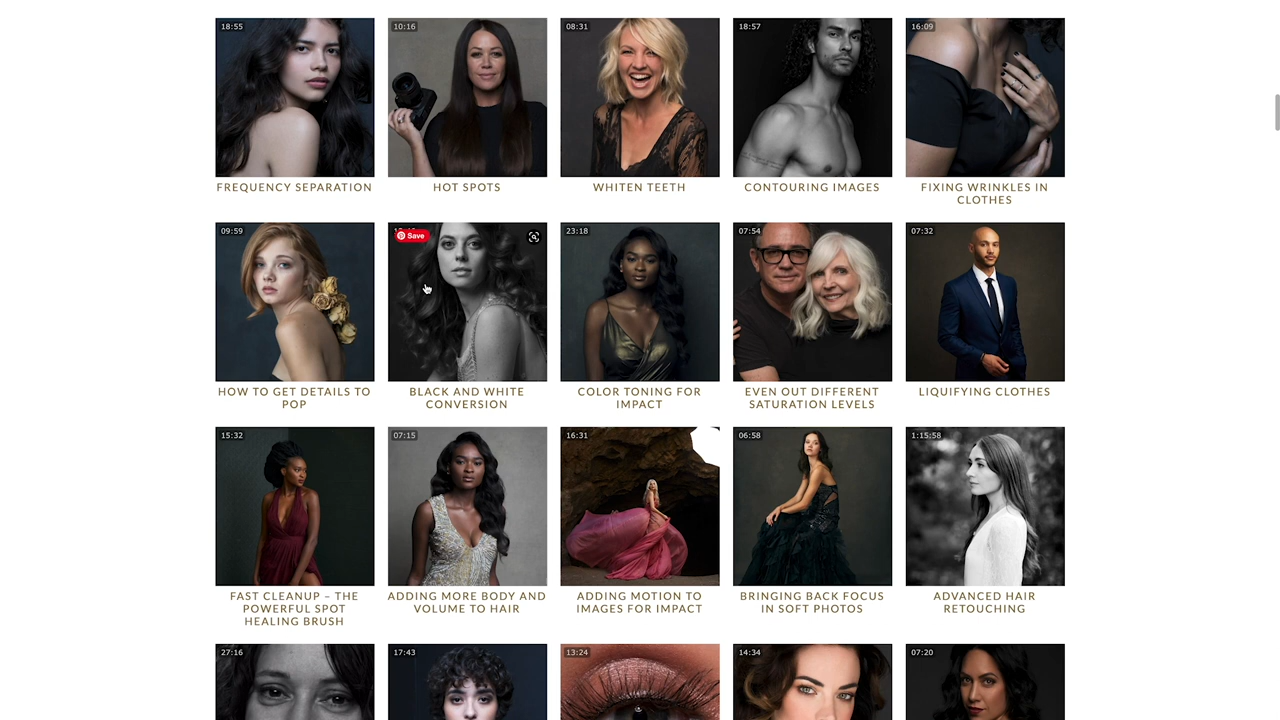 18:55
10:16
08:31
18:57
16:09
FREQUENCY SEPARATION
HOT SPOTS
WHITEN TEETH
CONTOURING IMAGES
FIXING WRINKLES IN
CLOTHES
09:59
Save
23:18
07:54
07:32
HOW TO GET DETAILS TO
POP
BLACK AND WHITE
CONVERSION
COLOR TONING FOR
IMPACT
EVEN OUT DIFFERENT
SATURATION LEVELS
LIQUIFYING CLOTHES
15:32
07:15
16:31
06:58
1:15:58
FAST CLEANUP – THE
POWERFUL SPOT
HEALING BRUSH
ADDING MORE BODY AND
VOLUME TO HAIR
ADDING MOTION TO
IMAGES FOR IMPACT
BRINGING BACK FOCUS
IN SOFT PHOTOS
ADVANCED HAIR
RETOUCHING
27:16
17:43
13:24
14:34
07:20